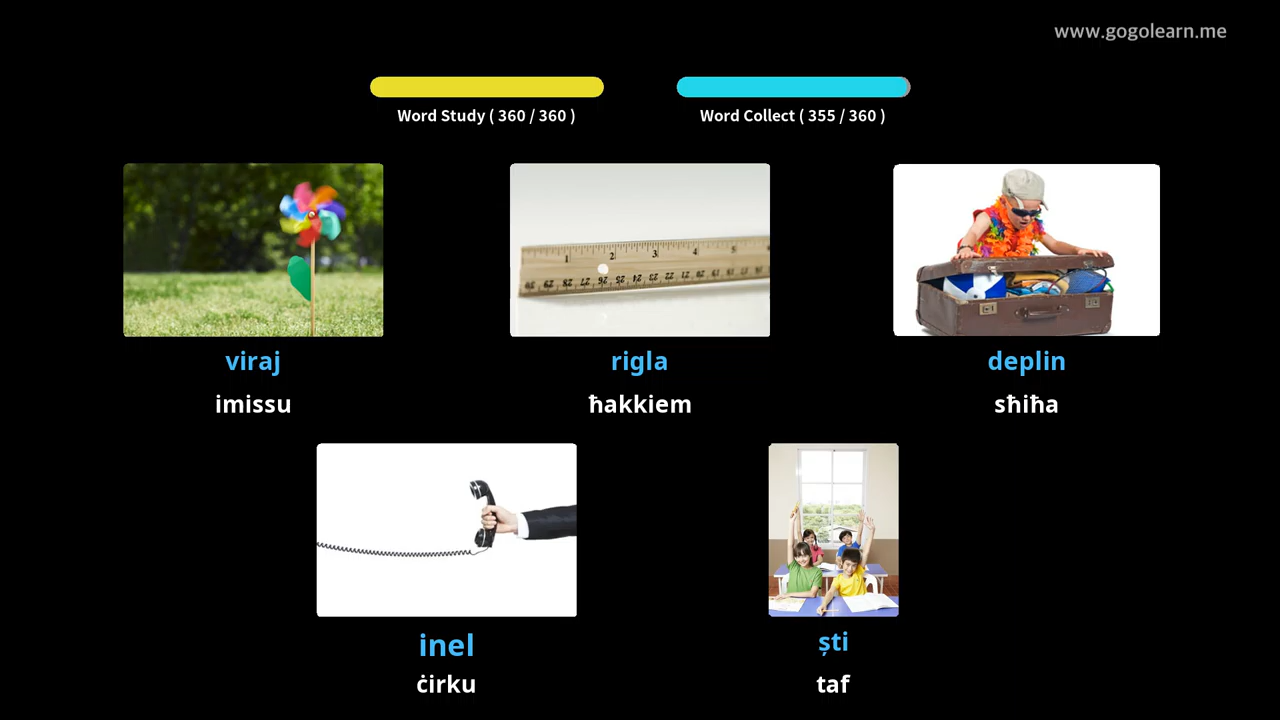 www.gogolearn.me
Word Study ( 360 / 360 )
Word Collect ( 355 / 360 )
viraj
rigla
deplin
imissu
ħakkiem
sħiħa
inel
ști
ċirku
taf